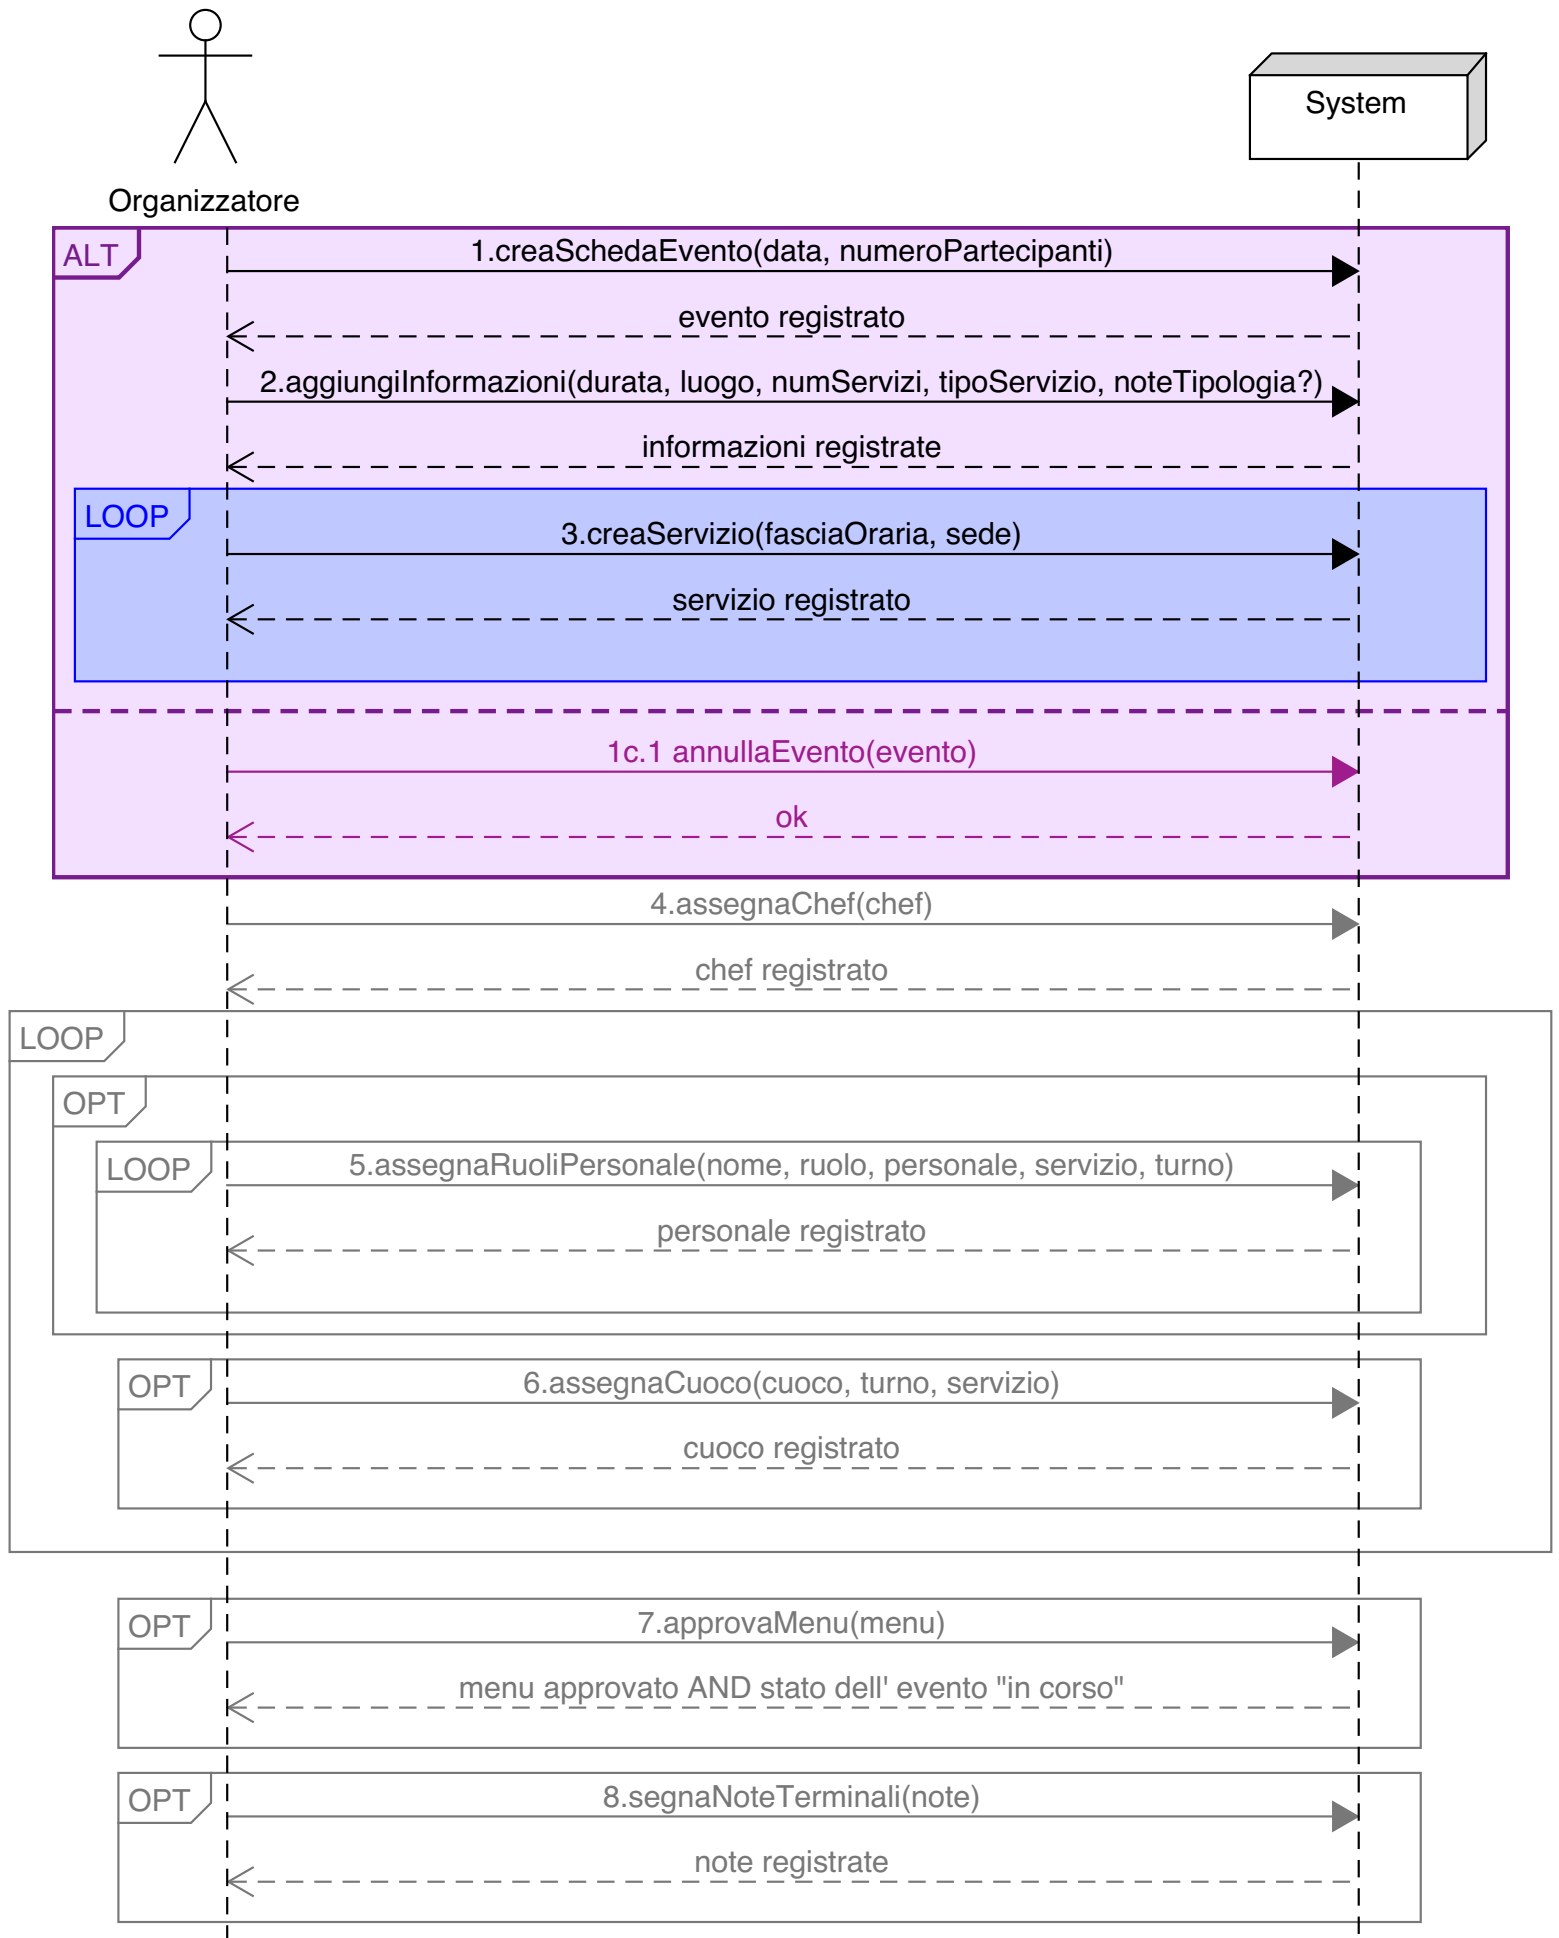 System
Organizzatore
ALT
1.creaSchedaEvento(data, numeroPartecipanti)
evento registrato
2.aggiungiInformazioni(durata, luogo, numServizi, tipoServizio, noteTipologia?)
informazioni registrate
LOOP
3.creaServizio(fasciaOraria, sede)
servizio registrato
1c.1 annullaEvento(evento)
ok
4.assegnaChef(chef)
chef registrato
LOOP
OPT
LOOP
5.assegnaRuoliPersonale(nome, ruolo, personale, servizio, turno)
personale registrato
OPT
6.assegnaCuoco(cuoco, turno, servizio)
cuoco registrato
OPT
7.approvaMenu(menu)
menu approvato AND stato dell' evento "in corso"
OPT
8.segnaNoteTerminali(note)
note registrate